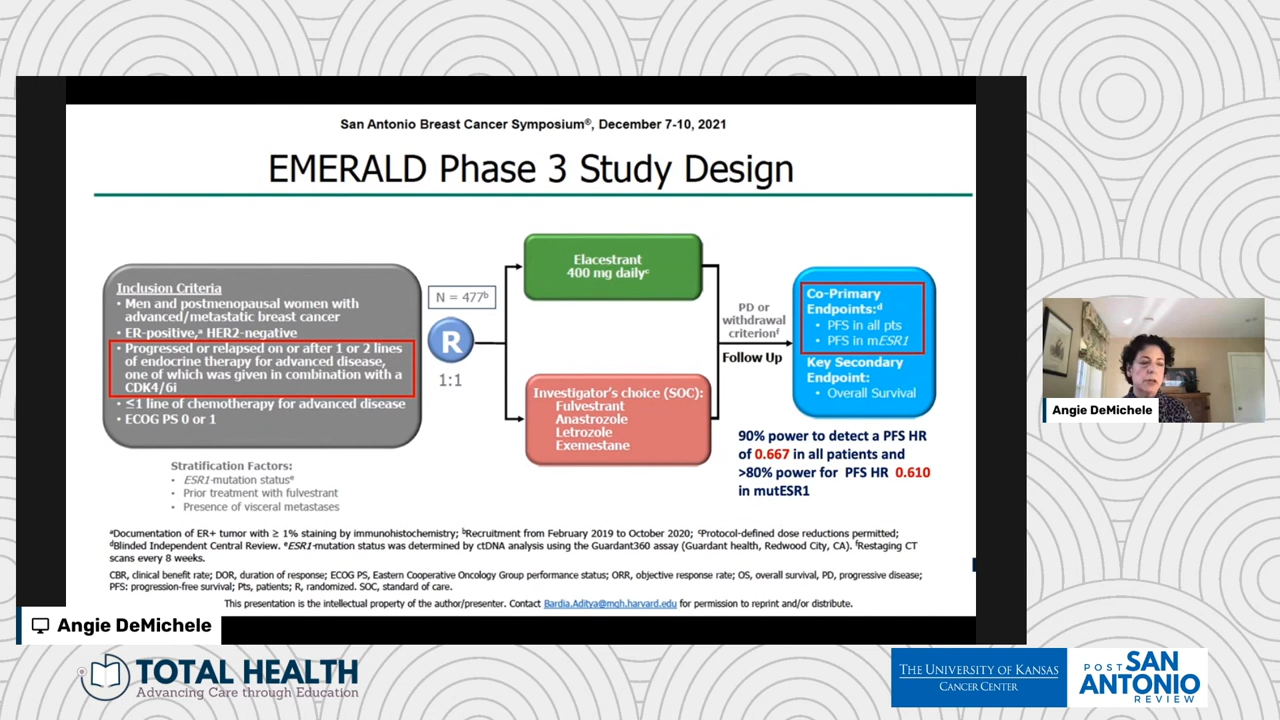 San Antonio Breast Cancer Symposium®, December 7-10, 2021
EMERALD Phase 3 Study Design
Inclusion Criteria
• Men and postmenopausal women with
advanced/metastatic breast cancer
• ER-positive,ᵃ HER2-negative
• Progressed or relapsed on or after 1 or 2 lines
of endocrine therapy for advanced disease,
one of which was given in combination with a
CDK4/6i
• ≤1 line of chemotherapy for advanced disease
• ECOG PS 0 or 1
Stratification Factors:
• ESR1-mutation statusᵉ
• Prior treatment with fulvestrant
• Presence of visceral metastases
N = 477ᵇ
R
1:1
Elacestrant
400 mg dailyᶜ
Investigator's choice (SOC):
Fulvestrant
Anastrozole
Letrozole
Exemestane
PD or
withdrawal
criterionᶠ
Follow Up
Co-Primary
Endpoints:ᵈ
• PFS in all pts
• PFS in mESR1
Key Secondary
Endpoint:
• Overall Survival
90% power to detect a PFS HR
of 0.667 in all patients and
>80% power for PFS HR 0.610
in mutESR1
ᵃDocumentation of ER+ tumor with ≥ 1% staining by immunohistochemistry; ᵇRecruitment from February 2019 to October 2020; ᶜProtocol-defined dose reductions permitted;
ᵈBlinded Independent Central Review. ᵉESR1-mutation status was determined by ctDNA analysis using the Guardant360 assay (Guardant health, Redwood City, CA). ᶠRestaging CT
scans every 8 weeks.
CBR, clinical benefit rate; DOR, duration of response; ECOG PS, Eastern Cooperative Oncology Group performance status; ORR, objective response rate; OS, overall survival, PD, progressive disease;
PFS: progression-free survival; Pts, patients; R, randomized. SOC, standard of care.
This presentation is the intellectual property of the author/presenter. Contact Bardia.Aditya@mgh.harvard.edu for permission to reprint and/or distribute.
Angie DeMichele
Angie DeMichele
TOTAL HEALTH
Advancing Care through Education
THE UNIVERSITY OF KANSAS
CANCER CENTER
POST
SAN
ANTONIO
REVIEW